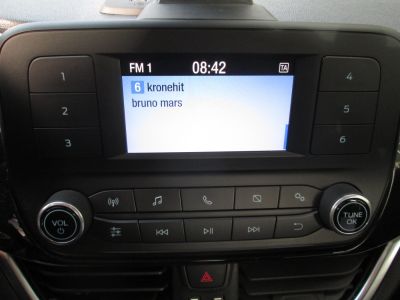 FM 1 08:42 TA
6 kronehit
bruno mars
1
2
3
4
5
6
VOL
TUNE
OK